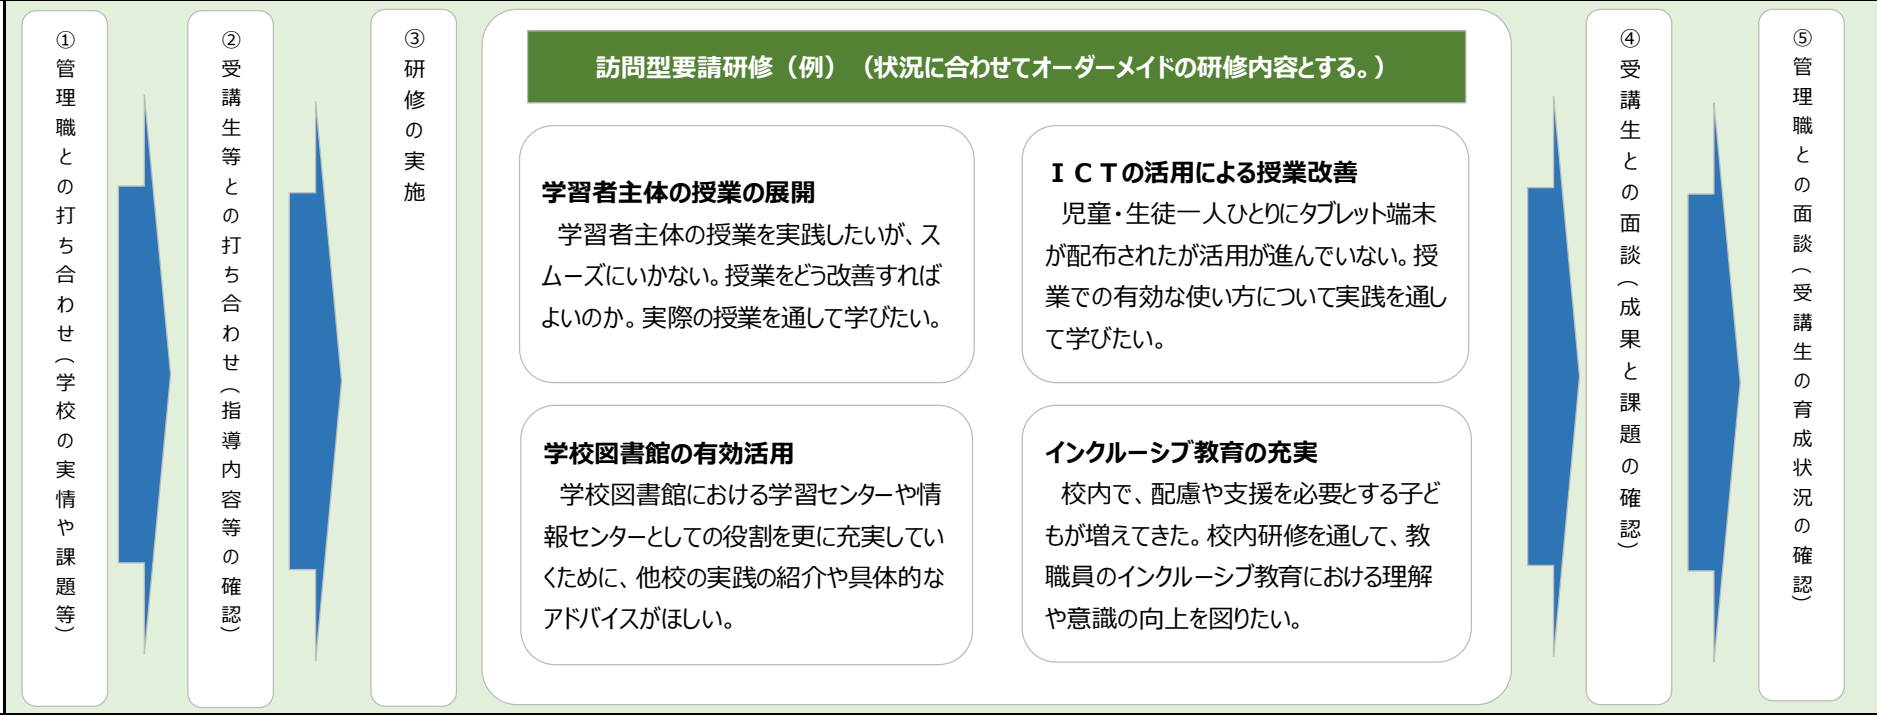 ①管理職との打ち合わせ(学校の実情や課題等)
②受講生等との打ち合わせ(指導内容等の確認)
③研修の実施
訪問型要請研修（例）（状況に合わせてオーダーメイドの研修内容とする。）
学習者主体の授業の展開
学習者主体の授業を実践したいが、ス
ムーズにいかない。授業をどう改善すれば
よいのか。実際の授業を通して学びたい。
ＩＣＴの活用による授業改善
児童・生徒一人ひとりにタブレット端末
が配布されたが活用が進んでいない。授
業での有効な使い方について実践を通し
て学びたい。
学校図書館の有効活用
学校図書館における学習センターや情
報センターとしての役割を更に充実してい
くために、他校の実践の紹介や具体的な
アドバイスがほしい。
インクルーシブ教育の充実
校内で、配慮や支援を必要とする子ど
もが増えてきた。校内研修を通して、教
職員のインクルーシブ教育における理解
や意識の向上を図りたい。
④受講生との面談(成果と課題の確認)
⑤管理職との面談(受講生の育成状況の確認)